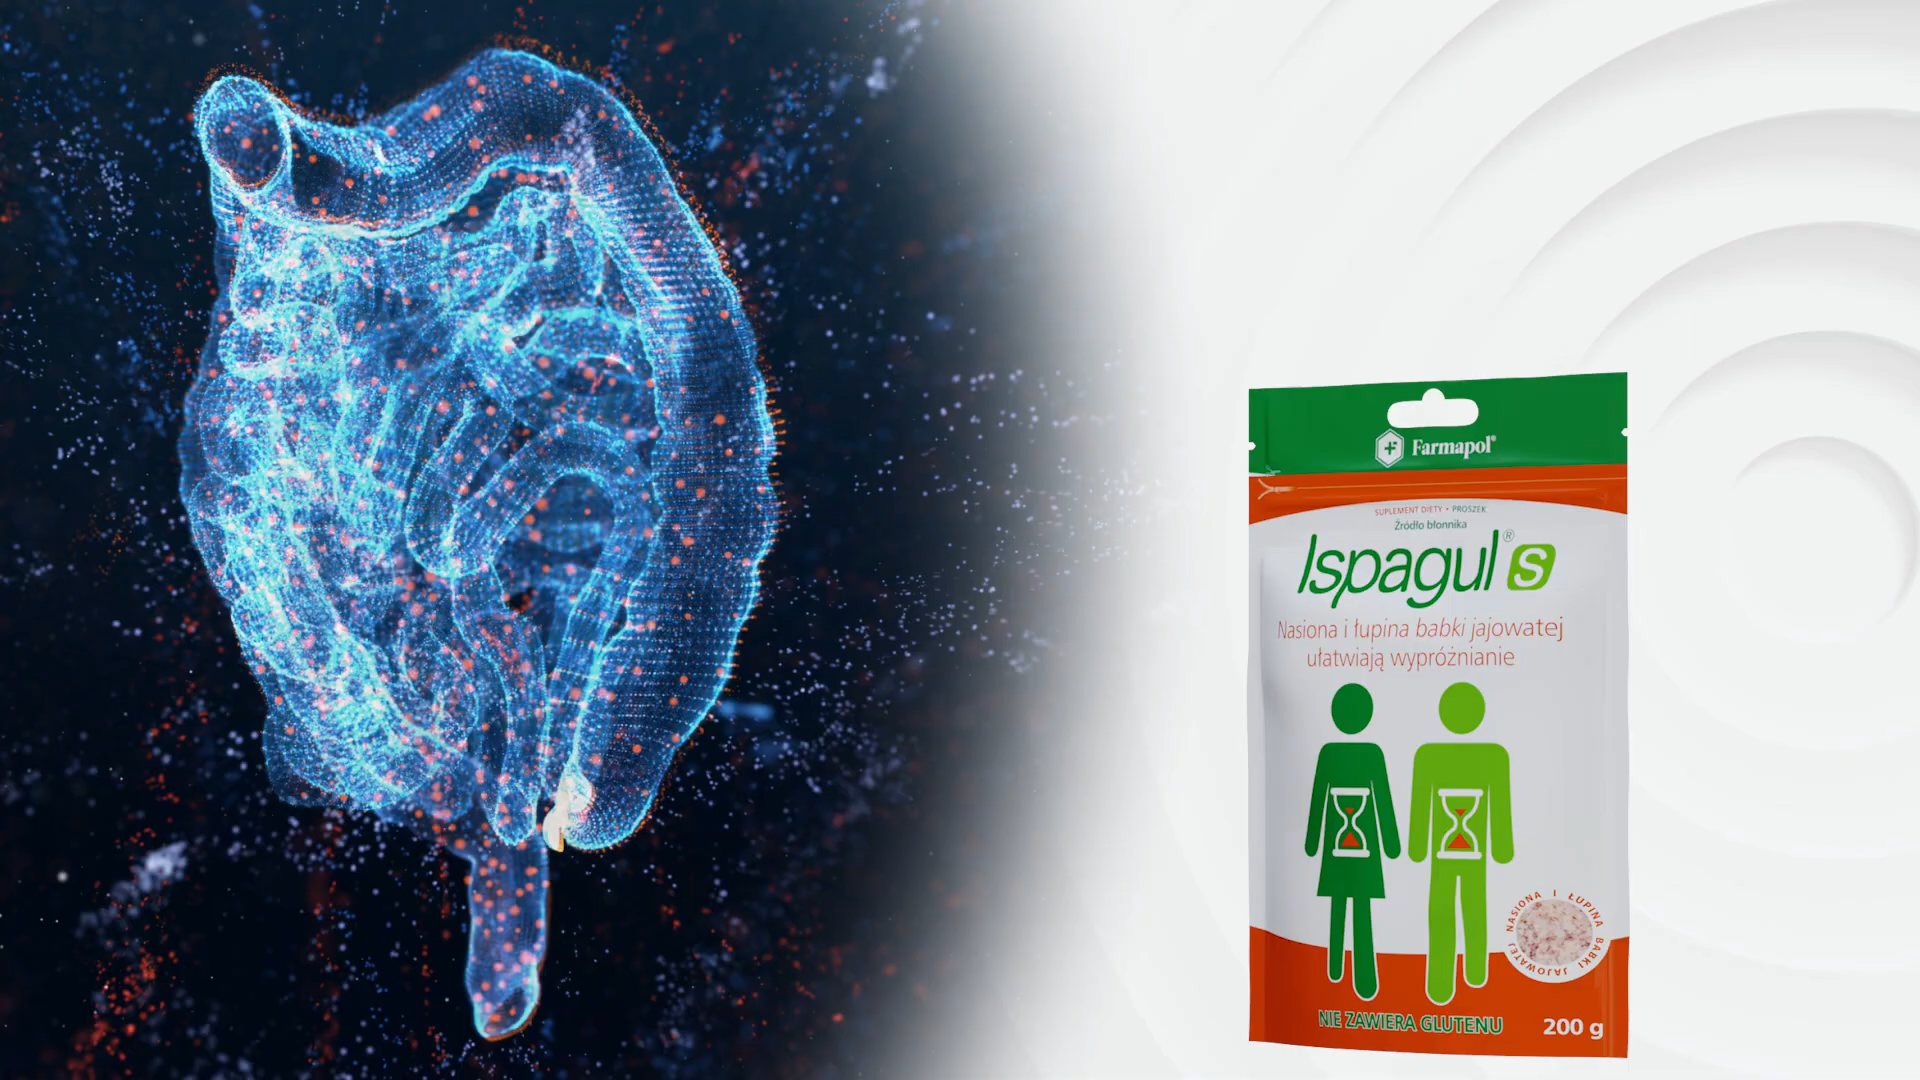 Farmapol®
SUPLEMENT DIETY • PROSZEK
Źródło błonnika
Ispagul® S
Nasiona i łupina babki jajowatej
ułatwiają wypróżnianie
NASIONA I ŁUPINA BABKI JAJOWATEJ
NIE ZAWIERA GLUTENU
200 g